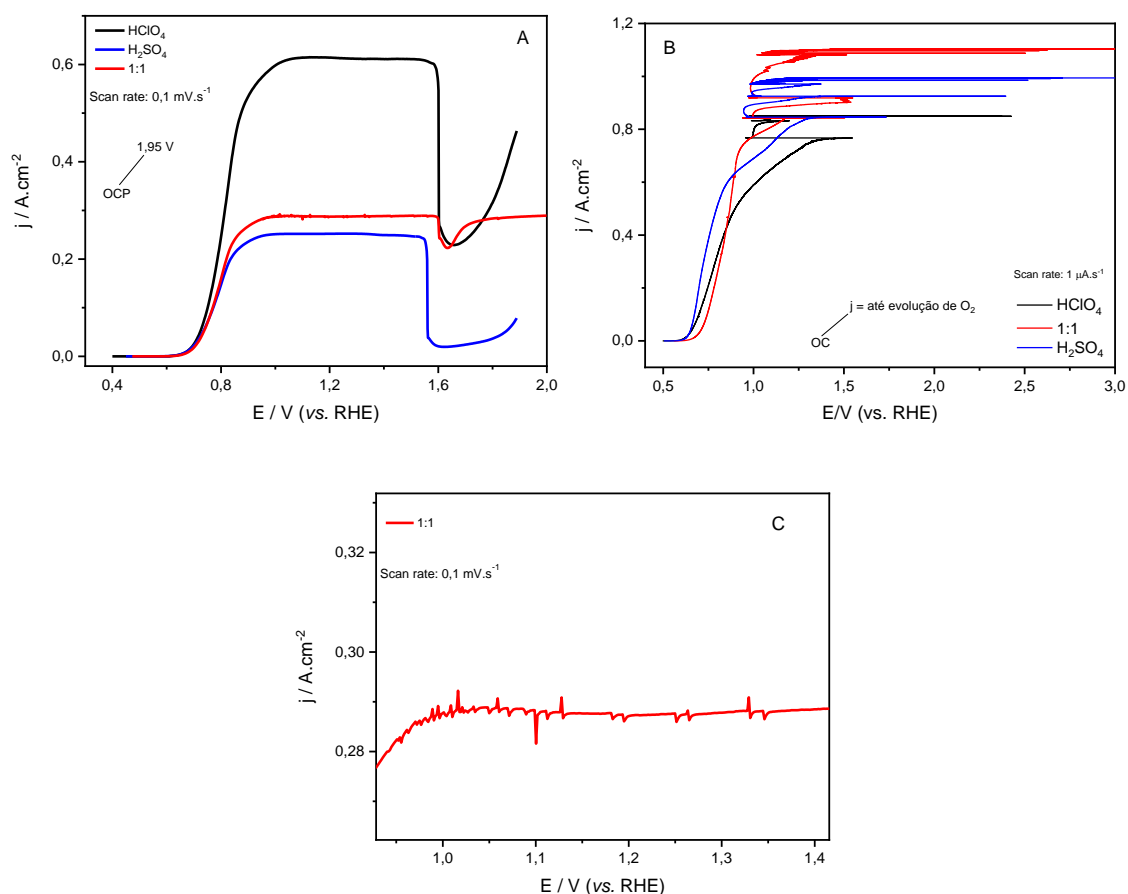 HClO₄
H₂SO₄
1:1
A
Scan rate: 0,1 mV.s⁻¹
1,95 V
OCP
0,6
0,4
0,2
0,0
j / A.cm⁻²
0,4
0,8
1,2
1,6
2,0
E / V (vs. RHE)
B
1,2
0,8
0,4
0,0
j / A.cm⁻²
Scan rate: 1 μA.s⁻¹
HClO₄
1:1
H₂SO₄
j = até evolução de O₂
OC
0,5
1,0
1,5
2,0
2,5
3,0
E/V (vs. RHE)
1:1
C
Scan rate: 0,1 mV.s⁻¹
0,32
0,30
0,28
j / A.cm⁻²
1,0
1,1
1,2
1,3
1,4
E / V (vs. RHE)